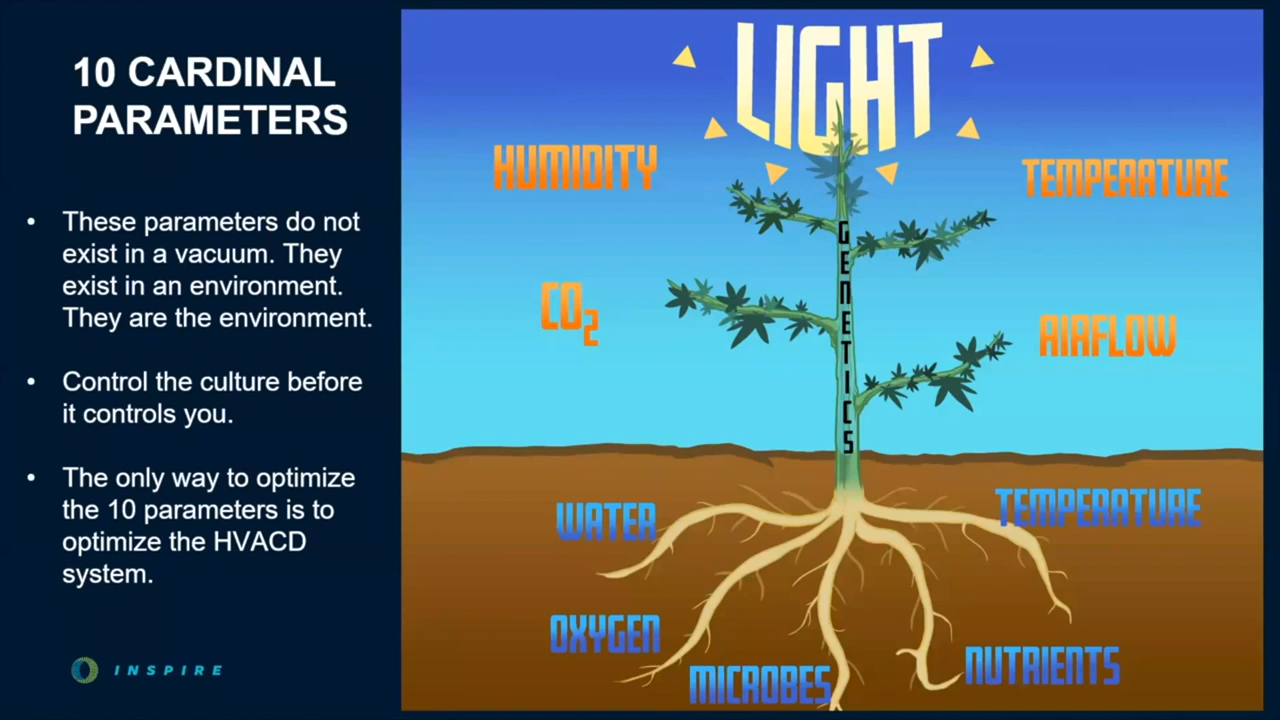 10 CARDINAL
PARAMETERS
• These parameters do not
exist in a vacuum. They
exist in an environment.
They are the environment.
• Control the culture before
it controls you.
• The only way to optimize
the 10 parameters is to
optimize the HVACD
system.
INSPIRE
LIGHT
HUMIDITY
TEMPERATURE
GENETICS
CO₂
AIRFLOW
WATER
TEMPERATURE
OXYGEN
MICROBES
NUTRIENTS